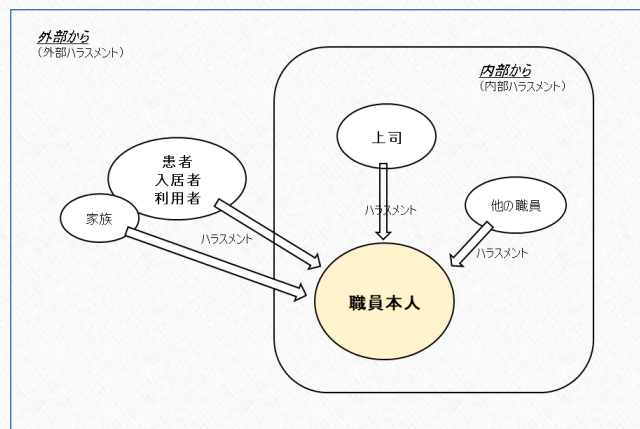 外部から
（外部ハラスメント）
内部から
（内部ハラスメント）
上司
患者
入居者
利用者
家族
他の職員
ハラスメント
ハラスメント
ハラスメント
職員本人